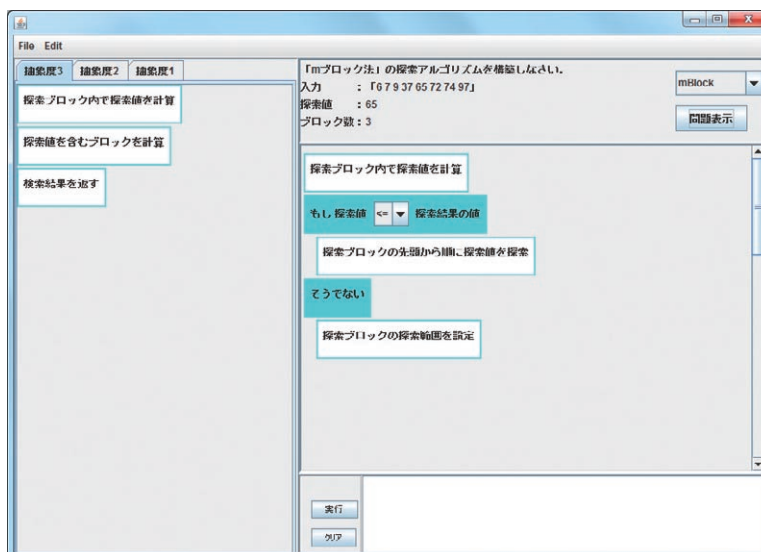 File Edit
抽象度3 抽象度2 抽象度1
探索ブロック内で探索値を計算
探索値を含むブロックを計算
検索結果を返す
「mブロック法」の探索アルゴリズムを構築しなさい.
入力 : 「6 7 9 37 65 72 74 97」
探索値 : 65
ブロック数 : 3
mBlock
問題表示
探索ブロック内で探索値を計算
もし 探索値 <= 探索結果の値
探索ブロックの先頭から順に探索値を探索
そうでない
探索ブロックの探索範囲を設定
実行
クリア